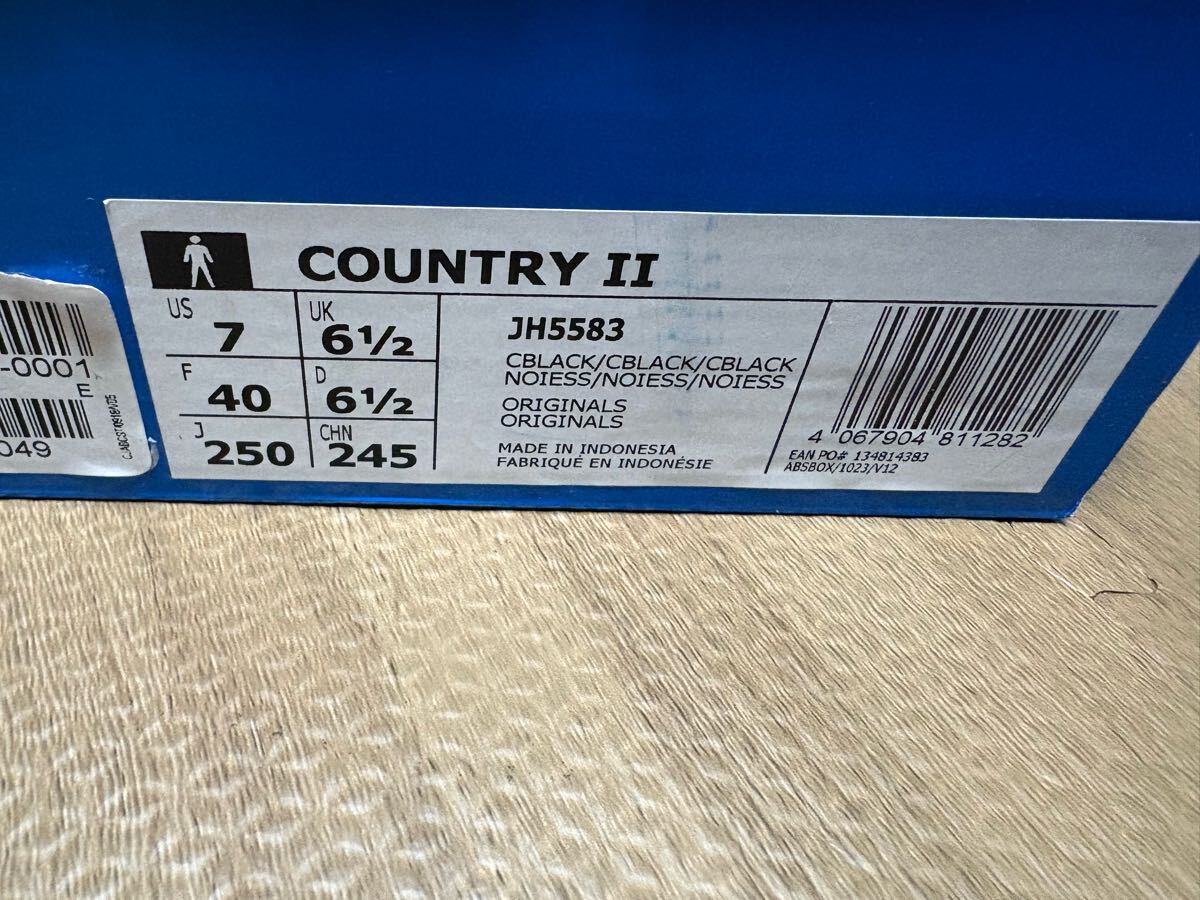 COUNTRY II
US 7
UK 6½
F 40
D 6½
J 250
CHN 245
JH5583
CBLACK/CBLACK/CBLACK
NOIESS/NOIESS/NOIESS
ORIGINALS
ORIGINALS
MADE IN INDONESIA
FABRIQUÉ EN INDONÉSIE
4 067904 811282
EAN PO# 134814383
ABSBOX/1023/V12
-0001
E
049